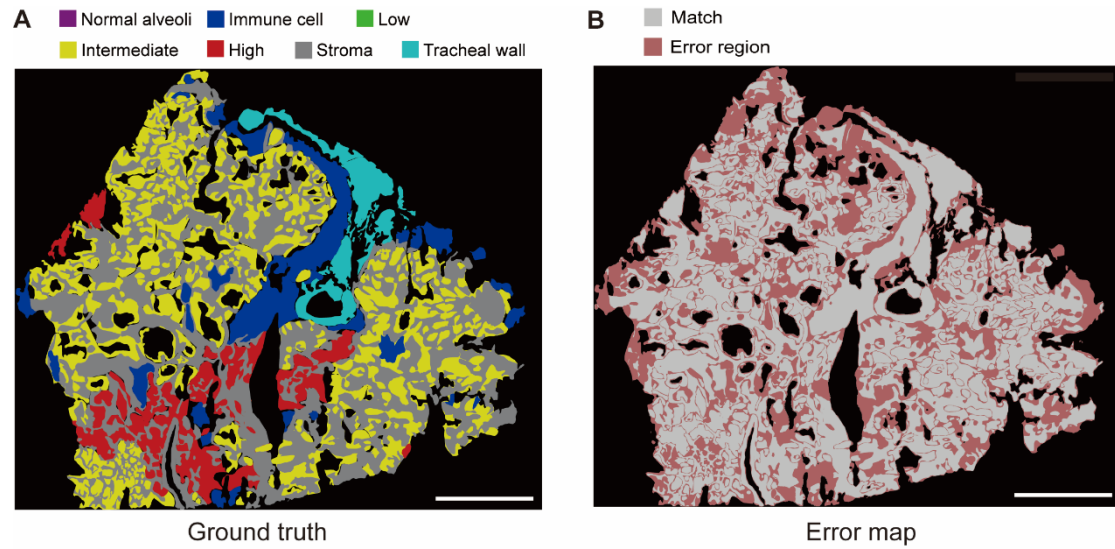 A
Normal alveoli Immune cell Low
Intermediate High Stroma Tracheal wall
Ground truth
B
Match
Error region
Error map